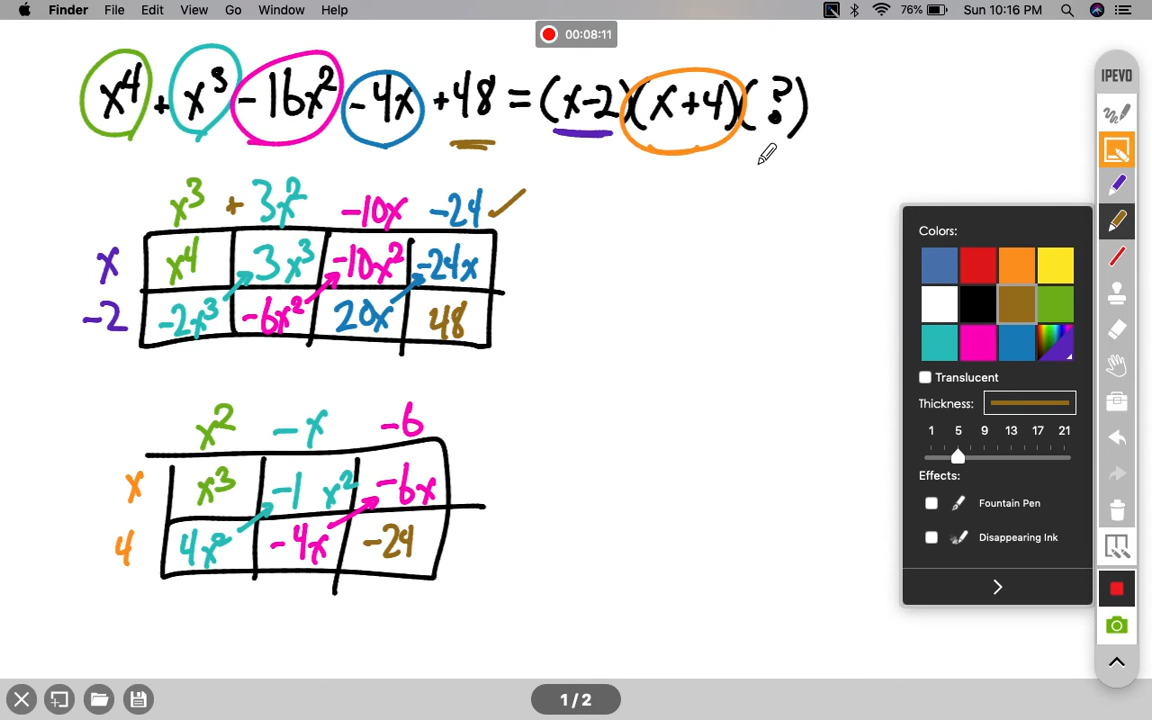 Finder File Edit View Go Window Help 76% Sun 10:16 PM
00:08:11
IPEVO
x⁴ + x³ - 16x² - 4x + 48 = (x-2)(x+4)( ? )
x³ + 3x² -10x -24 ✓
x x⁴ 3x³ -10x² -24x
-2 -2x³ -6x² 20x 48
x² -x -6
x x³ -1x² -6x
4 4x² -4x -24
Colors:
Translucent
Thickness:
1 5 9 13 17 21
Effects:
Fountain Pen
Disappearing Ink
1 / 2